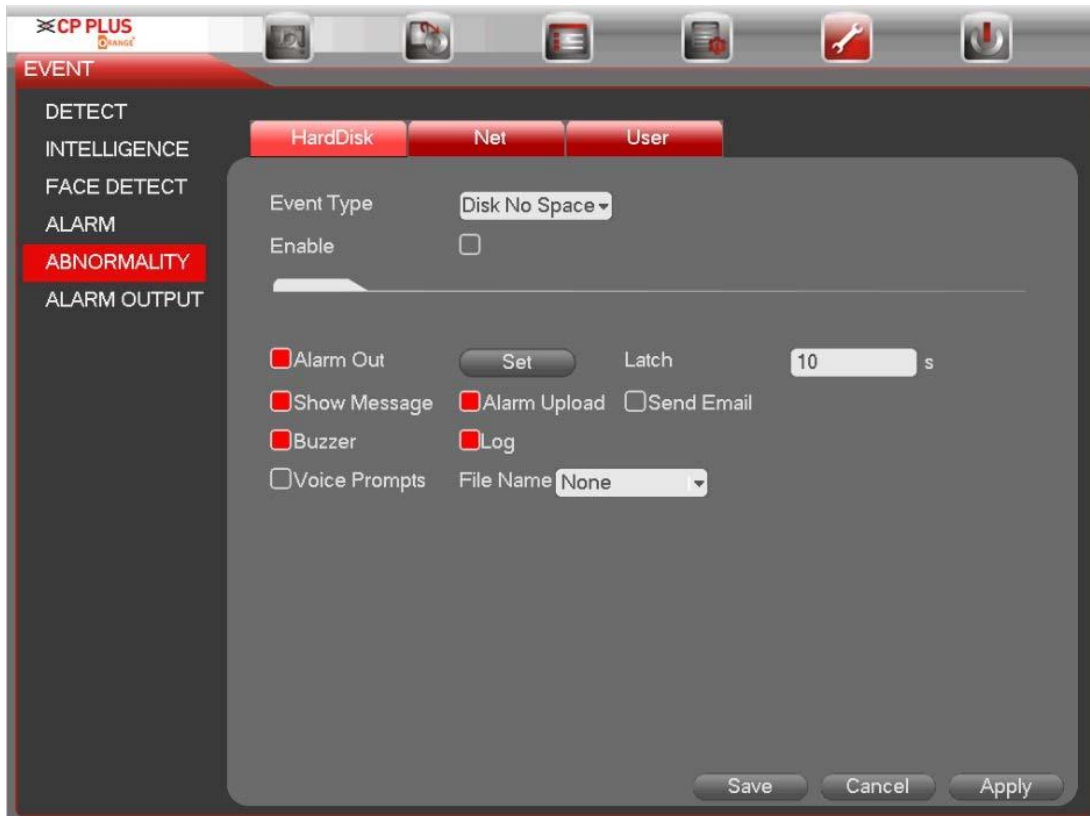 CP PLUS
ORANGE
EVENT
DETECT
INTELLIGENCE
FACE DETECT
ALARM
ABNORMALITY
ALARM OUTPUT
HardDisk Net User
Event Type Disk No Space
Enable
Alarm Out Set Latch 10 s
Show Message Alarm Upload Send Email
Buzzer Log
Voice Prompts File Name None
Save Cancel Apply